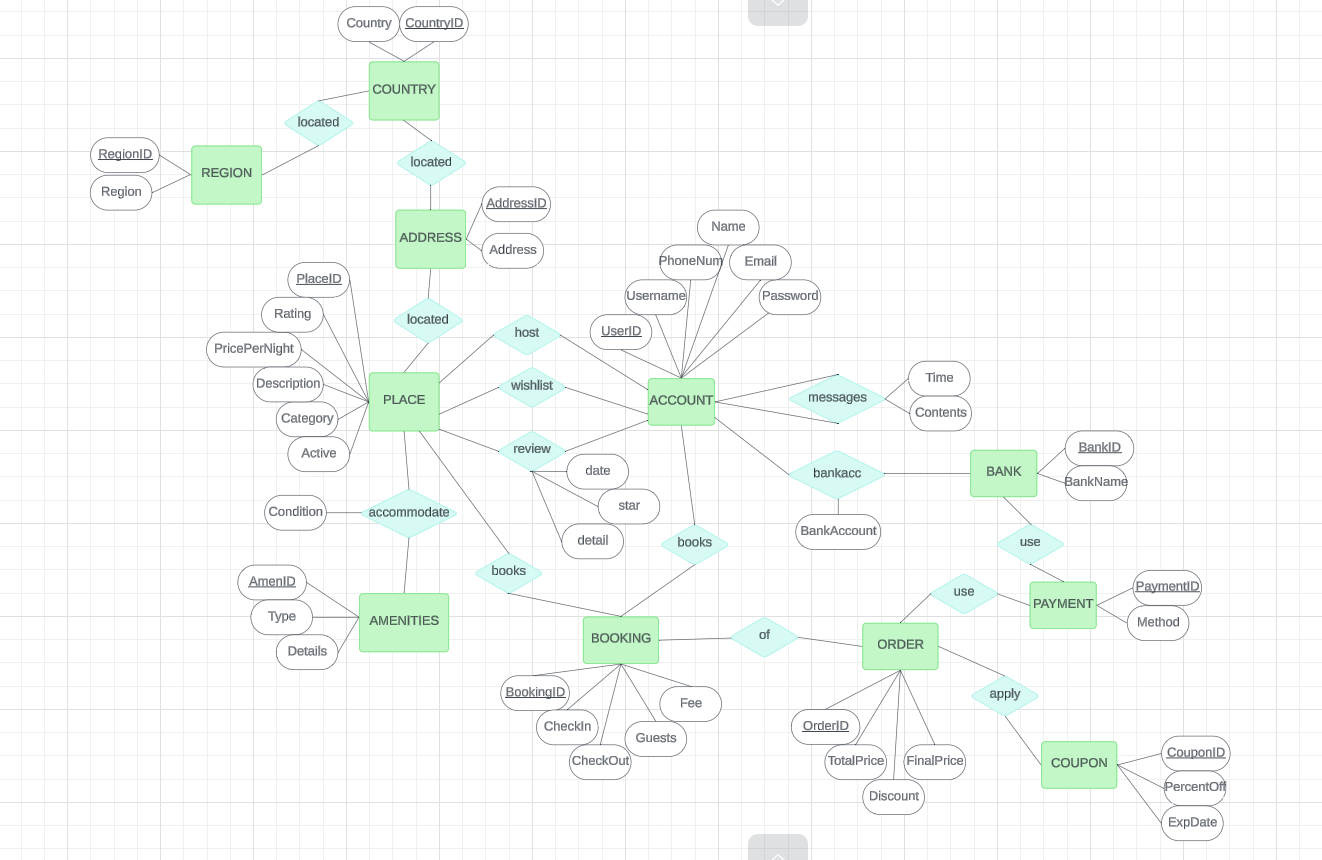 Country
CountryID
COUNTRY
located
RegionID
REGION
Region
located
AddressID
ADDRESS
Address
Name
PhoneNum
Email
Username
Password
UserID
PlaceID
Rating
PricePerNight
Description
Category
Active
located
host
PLACE
wishlist
ACCOUNT
review
messages
Time
Contents
date
star
detail
bankacc
BankAccount
BANK
BankID
BankName
Condition
accommodate
books
books
use
AmenID
Type
Details
AMENITIES
use
PAYMENT
PaymentID
Method
BOOKING
of
ORDER
BookingID
CheckIn
CheckOut
Guests
Fee
apply
OrderID
TotalPrice
Discount
FinalPrice
COUPON
CouponID
PercentOff
ExpDate